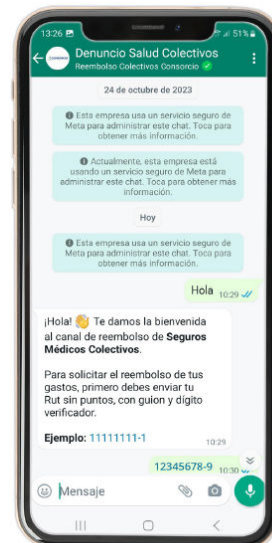 13:26
51%
Denuncio Salud Colectivos
Reembolso Colectivos Consorcio
24 de octubre de 2023
Esta empresa usa un servicio seguro de
Meta para administrar este chat. Toca para
obtener más información.
Actualmente, esta empresa está
usando un servicio seguro de Meta para
administrar este chat. Toca para obtener más
información.
Hoy
Esta empresa usa un servicio seguro de
Meta para administrar este chat. Toca para
obtener más información.
Hola 10:29
¡Hola! 👋 Te damos la bienvenida
al canal de reembolso de Seguros
Médicos Colectivos.
Para solicitar el reembolso de tus
gastos, primero debes enviar tu
Rut sin puntos, con guion y dígito
verificador.
Ejemplo: 11111111-1 10:29
12345678-9 10:30
Mensaje